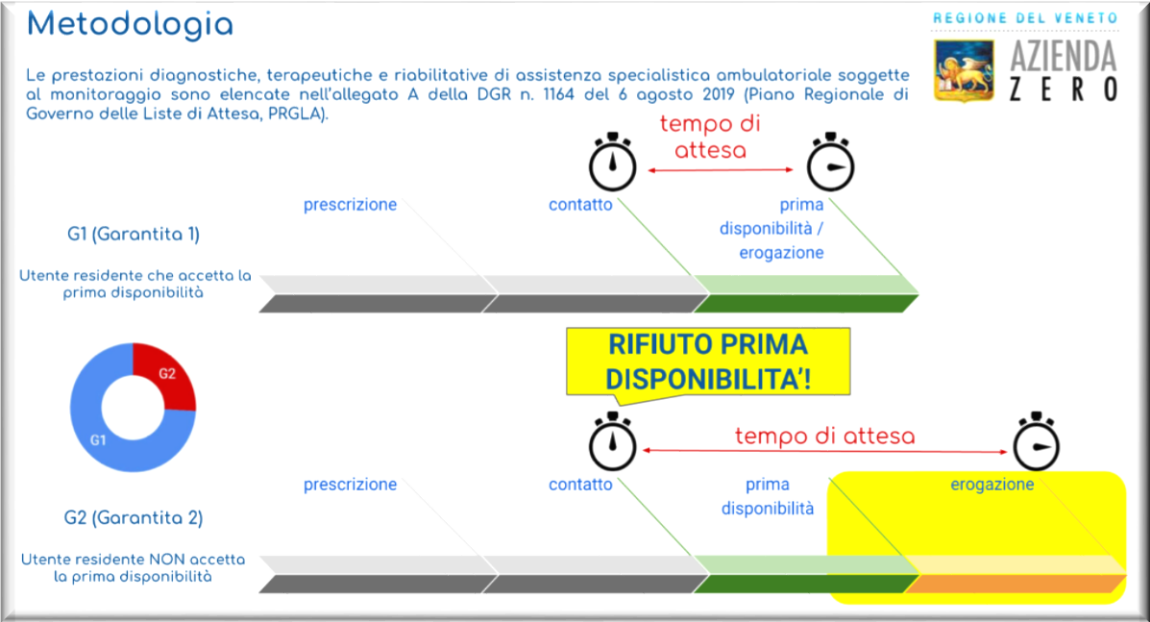 Metodologia
REGIONE DEL VENETO
AZIENDA
ZERO
Le prestazioni diagnostiche, terapeutiche e riabilitative di assistenza specialistica ambulatoriale soggette
al monitoraggio sono elencate nell'allegato A della DGR n. 1164 del 6 agosto 2019 (Piano Regionale di
Governo delle Liste di Attesa, PRGLA).
tempo di
attesa
prescrizione
contatto
prima
disponibilità /
erogazione
G1 (Garantita 1)
Utente residente che accetta la
prima disponibilità
RIFIUTO PRIMA
DISPONIBILITA'!
G2
G1
tempo di attesa
prescrizione
contatto
prima
disponibilità
erogazione
G2 (Garantita 2)
Utente residente NON accetta
la prima disponibilità